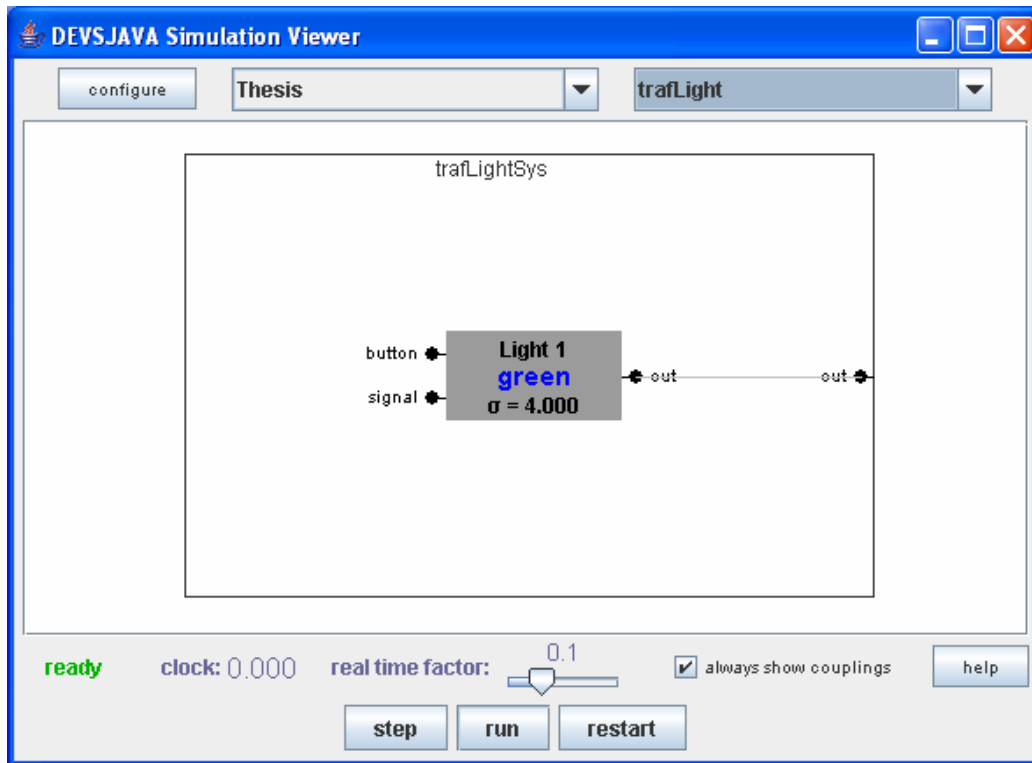 DEVSJAVA Simulation Viewer
configure Thesis trafLight
trafLightSys
button Light 1
green out out
signal σ = 4.000
ready clock: 0.000 real time factor: 0.1 always show couplings help
step run restart